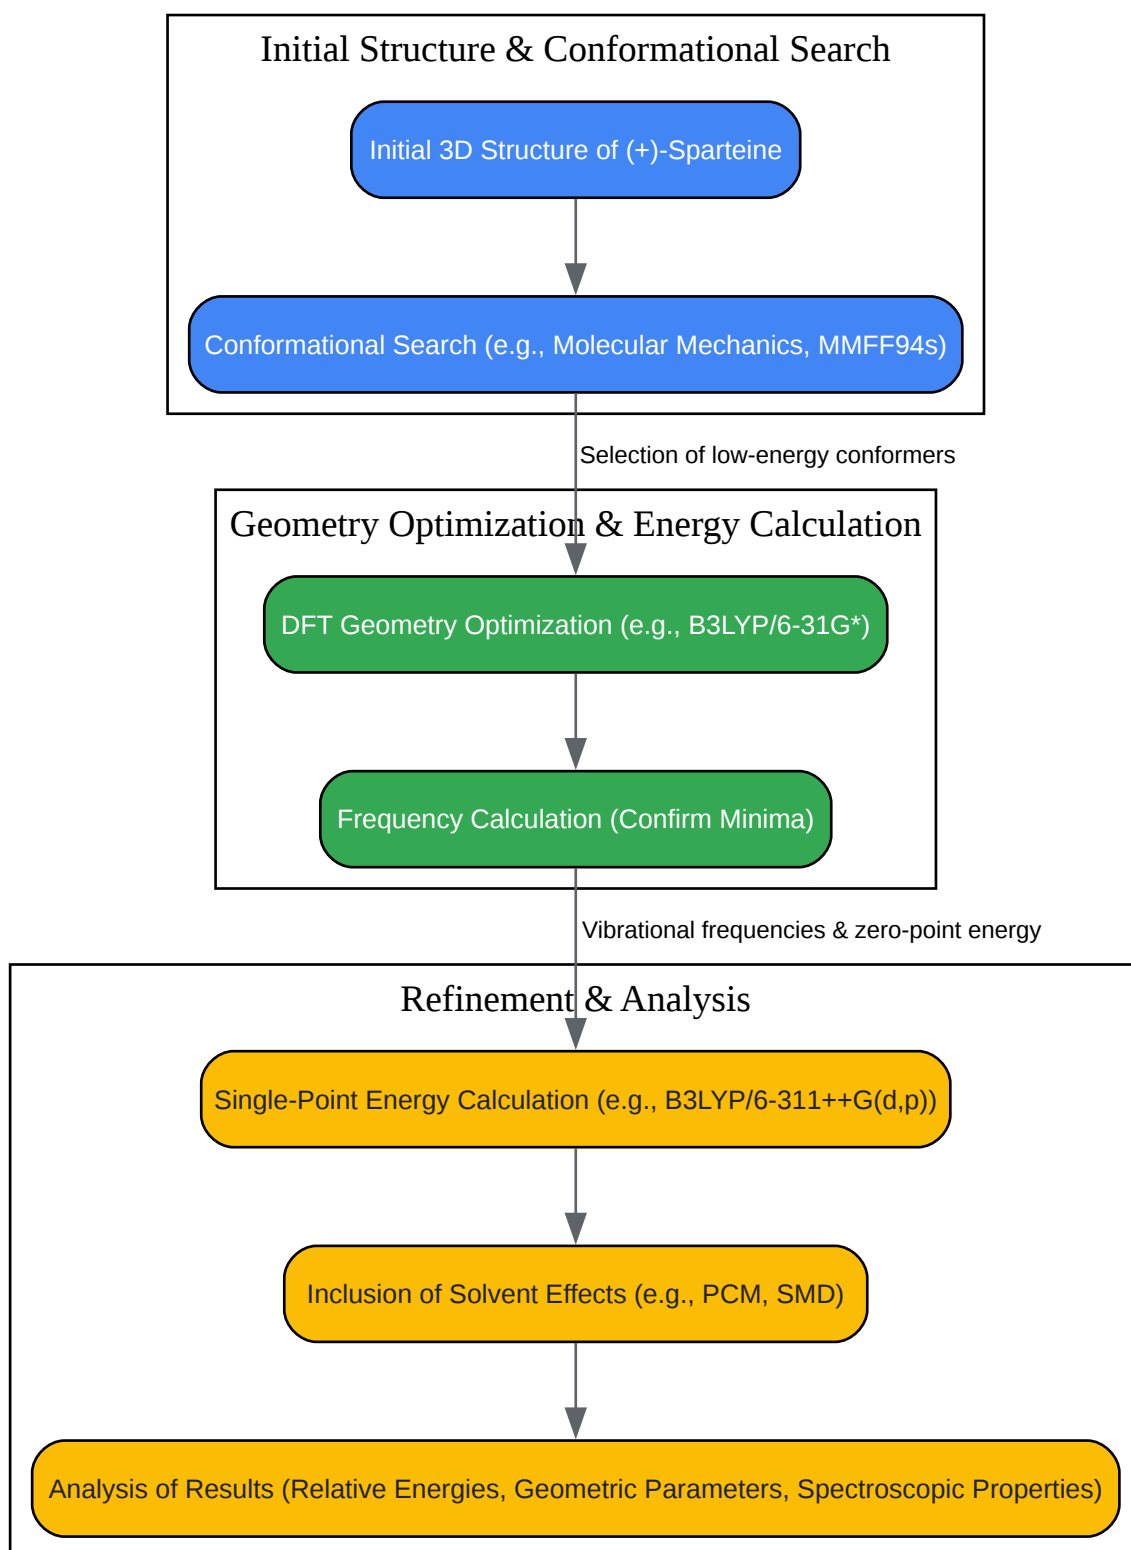 Initial Structure & Conformational Search
Initial 3D Structure of (+)-Sparteine
Conformational Search (e.g., Molecular Mechanics, MMFF94s)
Selection of low-energy conformers
Geometry Optimization & Energy Calculation
DFT Geometry Optimization (e.g., B3LYP/6-31G*)
Frequency Calculation (Confirm Minima)
Vibrational frequencies & zero-point energy
Refinement & Analysis
Single-Point Energy Calculation (e.g., B3LYP/6-311++G(d,p))
Inclusion of Solvent Effects (e.g., PCM, SMD)
Analysis of Results (Relative Energies, Geometric Parameters, Spectroscopic Properties)